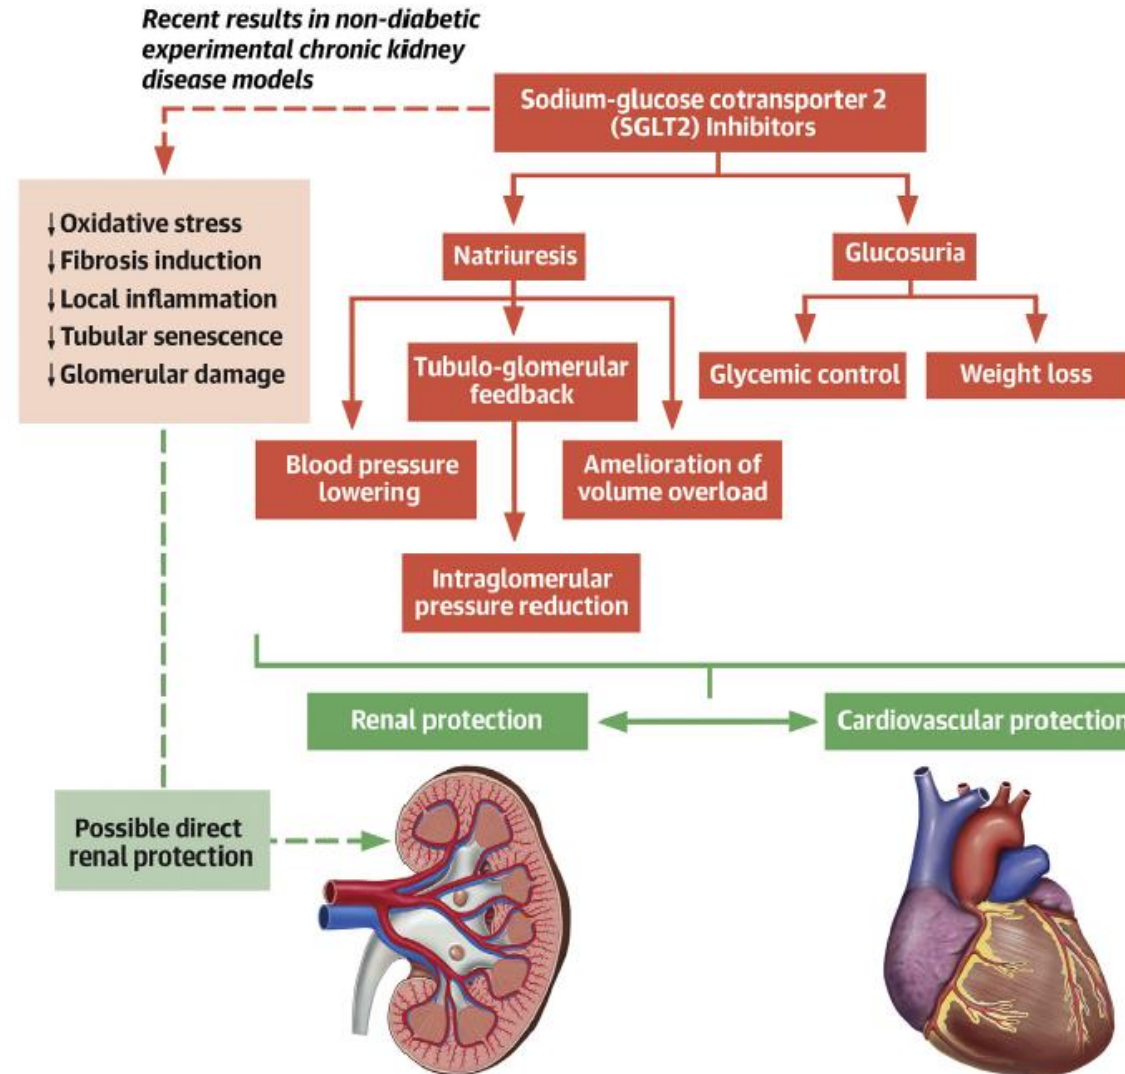 Recent results in non-diabetic
experimental chronic kidney
disease models
Sodium-glucose cotransporter 2
(SGLT2) Inhibitors
↓Oxidative stress
↓Fibrosis induction
↓Local inflammation
↓Tubular senescence
↓Glomerular damage
Natriuresis
Glucosuria
Tubulo-glomerular
feedback
Glycemic control
Weight loss
Blood pressure
lowering
Amelioration of
volume overload
Intraglomerular
pressure reduction
Renal protection
Cardiovascular protection
Possible direct
renal protection